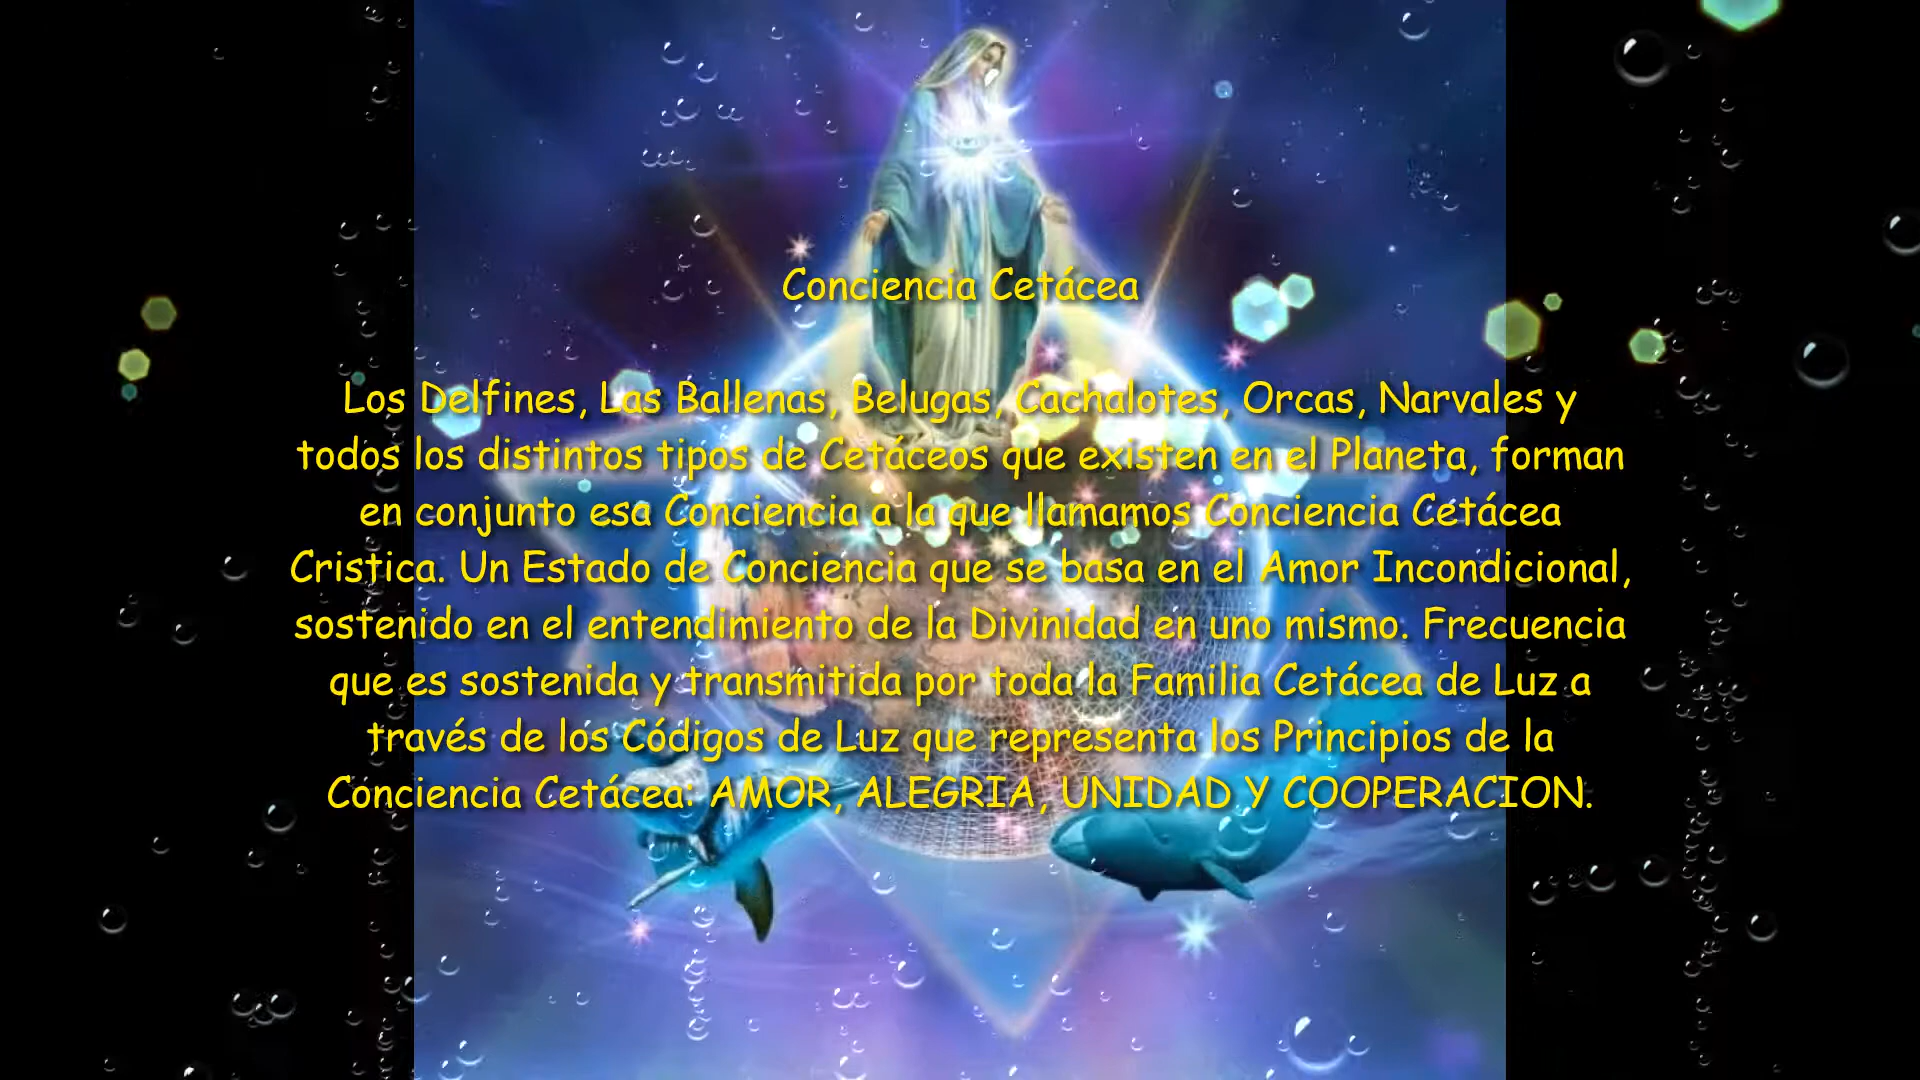 Conciencia Cetácea
Los Delfines, Las Ballenas, Belugas, Cachalotes, Orcas, Narvales y
todos los distintos tipos de Cetáceos que existen en el Planeta, forman
en conjunto esa Conciencia a la que llamamos Conciencia Cetácea
Cristica. Un Estado de Conciencia que se basa en el Amor Incondicional,
sostenido en el entendimiento de la Divinidad en uno mismo. Frecuencia
que es sostenida y transmitida por toda la Familia Cetácea de Luz a
través de los Códigos de Luz que representa los Principios de la
Conciencia Cetácea: AMOR, ALEGRIA, UNIDAD Y COOPERACION.